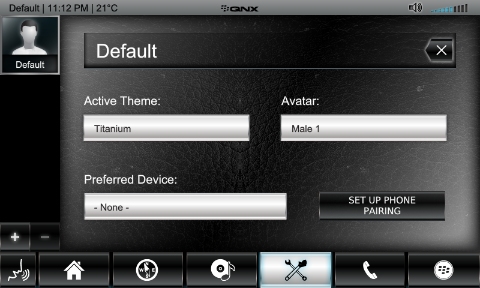 Default | 11:12 PM | 21°C
QNX
Default
Default
Active Theme:
Avatar:
Titanium
Male 1
Preferred Device:
- None -
SET UP PHONE
PAIRING
+
-